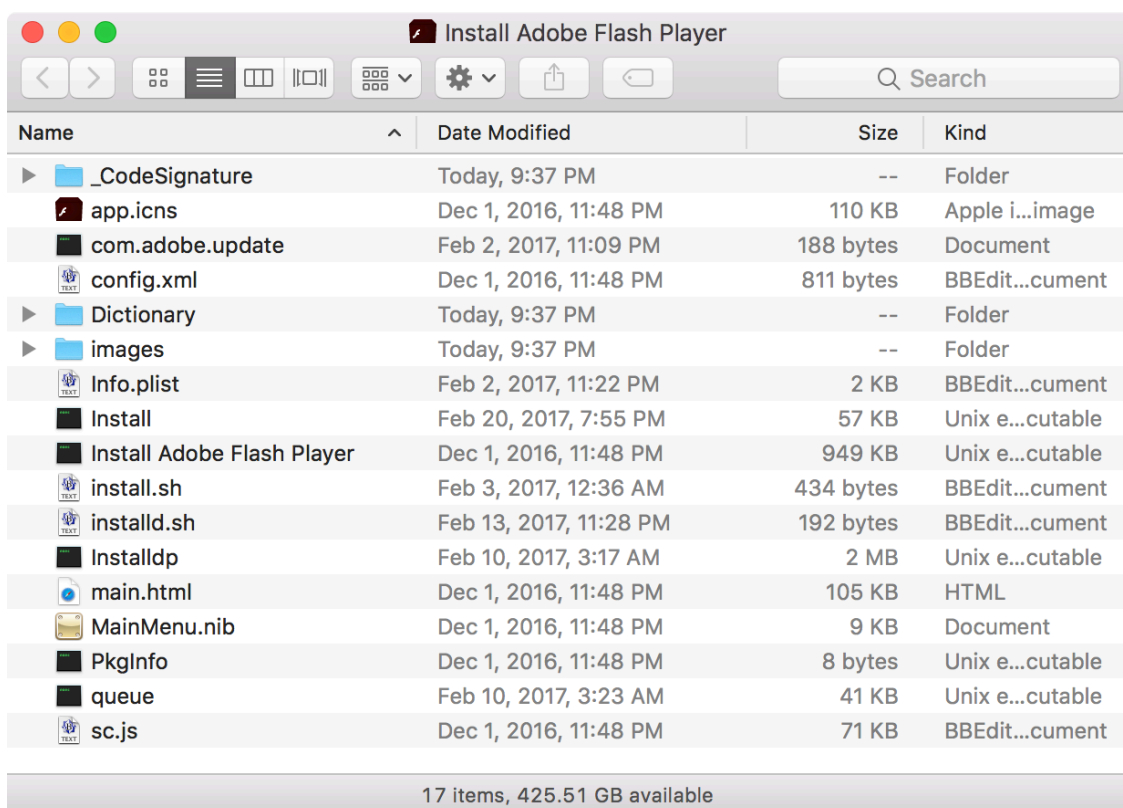 Install Adobe Flash Player
Search
Name Date Modified Size Kind
_CodeSignature Today, 9:37 PM -- Folder
app.icns Dec 1, 2016, 11:48 PM 110 KB Apple i...image
com.adobe.update Feb 2, 2017, 11:09 PM 188 bytes Document
config.xml Dec 1, 2016, 11:48 PM 811 bytes BBEdit...cument
Dictionary Today, 9:37 PM -- Folder
images Today, 9:37 PM -- Folder
Info.plist Feb 2, 2017, 11:22 PM 2 KB BBEdit...cument
Install Feb 20, 2017, 7:55 PM 57 KB Unix e...cutable
Install Adobe Flash Player Dec 1, 2016, 11:48 PM 949 KB Unix e...cutable
install.sh Feb 3, 2017, 12:36 AM 434 bytes BBEdit...cument
installd.sh Feb 13, 2017, 11:28 PM 192 bytes BBEdit...cument
Installdp Feb 10, 2017, 3:17 AM 2 MB Unix e...cutable
main.html Dec 1, 2016, 11:48 PM 105 KB HTML
MainMenu.nib Dec 1, 2016, 11:48 PM 9 KB Document
PkgInfo Dec 1, 2016, 11:48 PM 8 bytes Unix e...cutable
queue Feb 10, 2017, 3:23 AM 41 KB Unix e...cutable
sc.js Dec 1, 2016, 11:48 PM 71 KB BBEdit...cument
17 items, 425.51 GB available